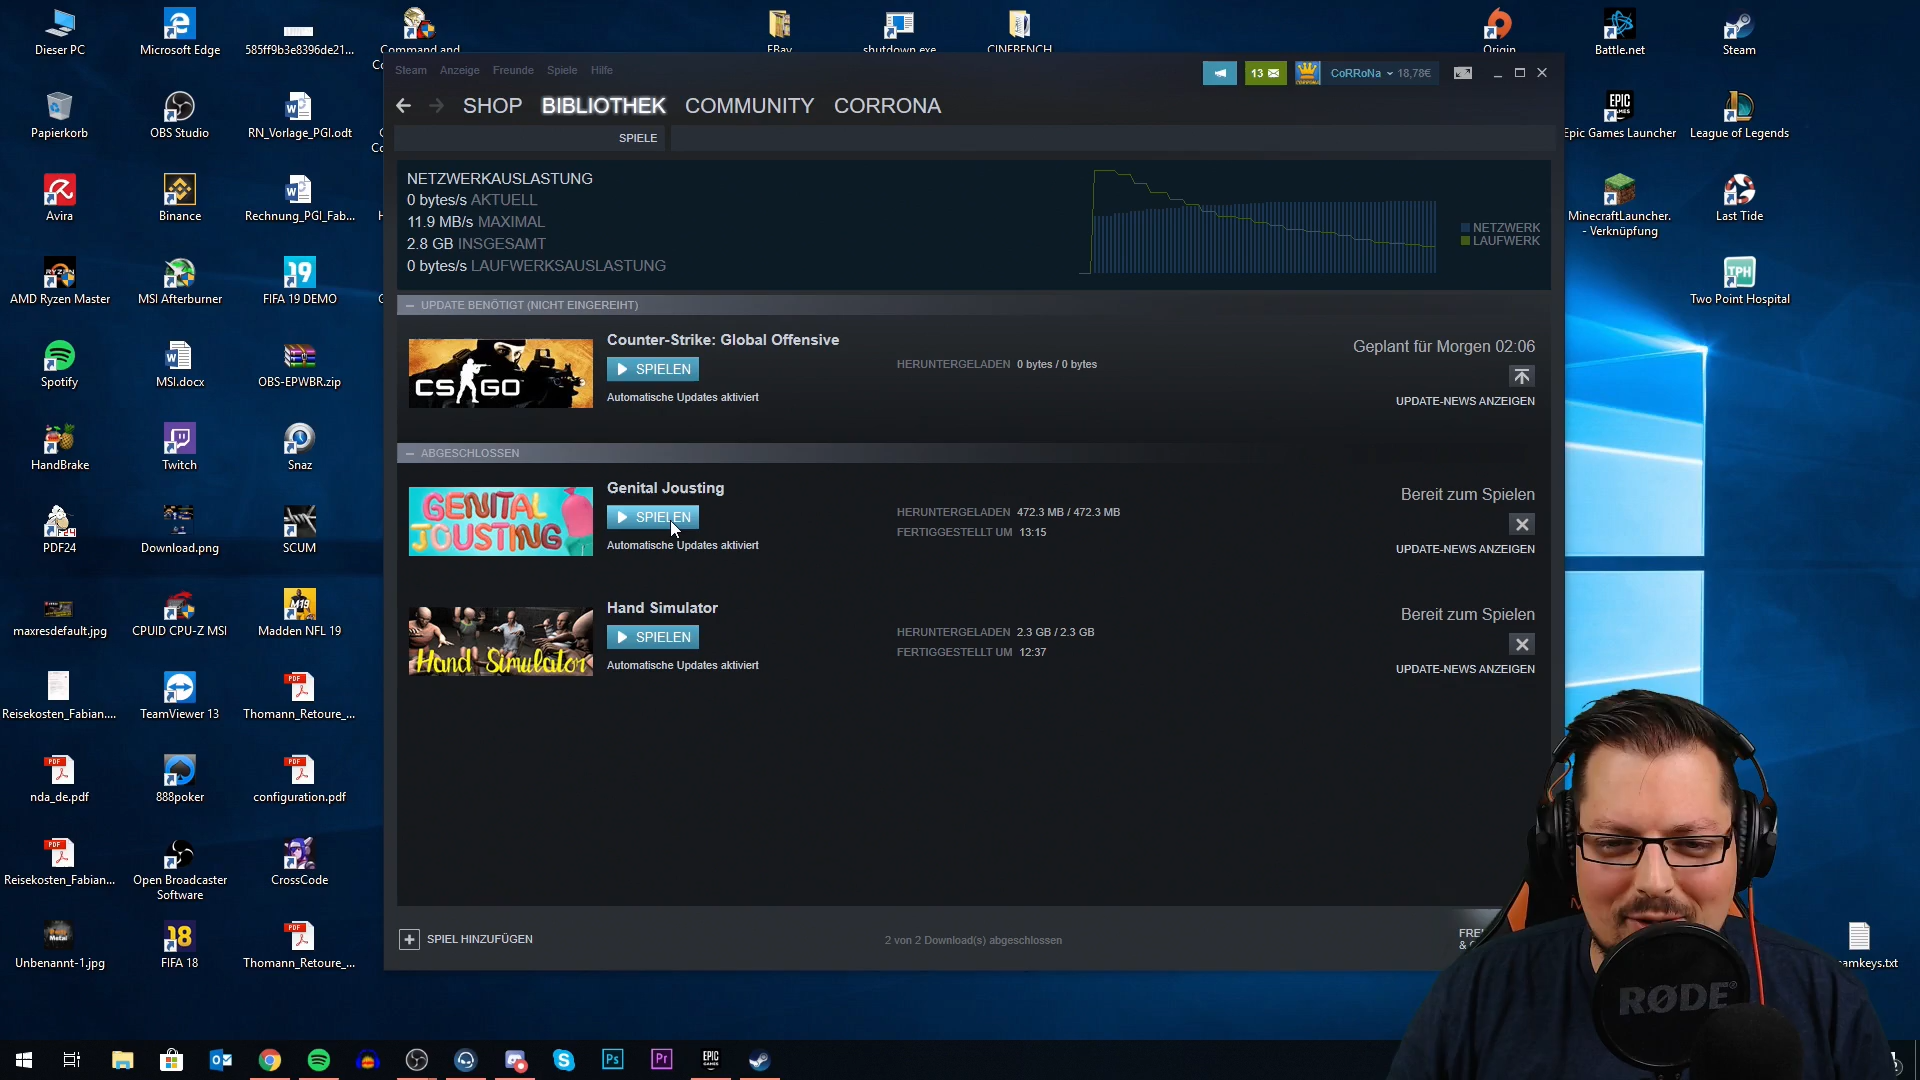 Dieser PC
Microsoft Edge
585ff9b3e8396de21...
Command and
EBay
shutdown.exe
CINEBENCH
Origin
Battle.net
Steam
Papierkorb
OBS Studio
RN_Vorlage_PGI.odt
Epic Games Launcher
League of Legends
Avira
Binance
Rechnung_PGI_Fab...
MinecraftLauncher.
- Verknüpfung
Last Tide
AMD Ryzen Master
MSI Afterburner
FIFA 19 DEMO
Two Point Hospital
Spotify
MSI.docx
OBS-EPWBR.zip
HandBrake
Twitch
Snaz
PDF24
Download.png
SCUM
maxresdefault.jpg
CPUID CPU-Z MSI
Madden NFL 19
Reisekosten_Fabian....
TeamViewer 13
Thomann_Retoure_...
nda_de.pdf
888poker
configuration.pdf
Reisekosten_Fabian...
Open Broadcaster
Software
CrossCode
Unbenannt-1.jpg
FIFA 18
Thomann_Retoure_...
amkeys.txt
Steam Anzeige Freunde Spiele Hilfe
13
CoRRoNa 18,78€
SHOP BIBLIOTHEK COMMUNITY CORRONA
SPIELE
NETZWERKAUSLASTUNG
0 bytes/s AKTUELL
11.9 MB/s MAXIMAL
2.8 GB INSGESAMT
0 bytes/s LAUFWERKSAUSLASTUNG
NETZWERK
LAUFWERK
— UPDATE BENÖTIGT (NICHT EINGEREIHT)
CS GO
Counter-Strike: Global Offensive
SPIELEN
Automatische Updates aktiviert
HERUNTERGELADEN 0 bytes / 0 bytes
Geplant für Morgen 02:06
UPDATE-NEWS ANZEIGEN
— ABGESCHLOSSEN
GENITAL
JOUSTING
Genital Jousting
SPIELEN
Automatische Updates aktiviert
HERUNTERGELADEN 472.3 MB / 472.3 MB
FERTIGGESTELLT UM 13:15
Bereit zum Spielen
UPDATE-NEWS ANZEIGEN
Hand Simulator
Hand Simulator
SPIELEN
Automatische Updates aktiviert
HERUNTERGELADEN 2.3 GB / 2.3 GB
FERTIGGESTELLT UM 12:37
Bereit zum Spielen
UPDATE-NEWS ANZEIGEN
SPIEL HINZUFÜGEN
2 von 2 Download(s) abgeschlossen
RØDE